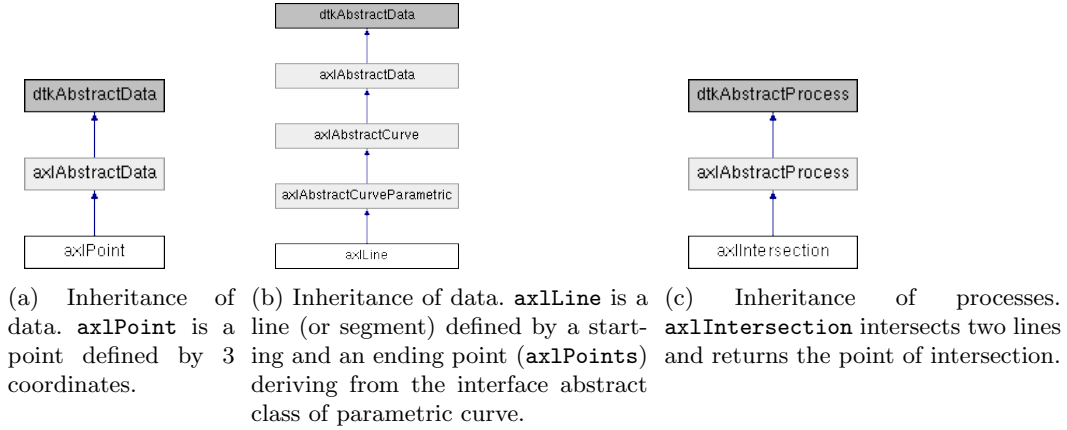 dtkAbstractData
axlAbstractData
axlPoint
dtkAbstractData
axlAbstractData
axlAbstractCurve
axlAbstractCurveParametric
axlLine
dtkAbstractProcess
axlAbstractProcess
axlIntersection
(a) Inheritance of
data. axlPoint is a
point defined by 3
coordinates.
(b) Inheritance of data. axlLine is a
line (or segment) defined by a start-
ing and an ending point (axlPoints)
deriving from the interface abstract
class of parametric curve.
(c) Inheritance of processes.
axlIntersection intersects two lines
and returns the point of intersection.